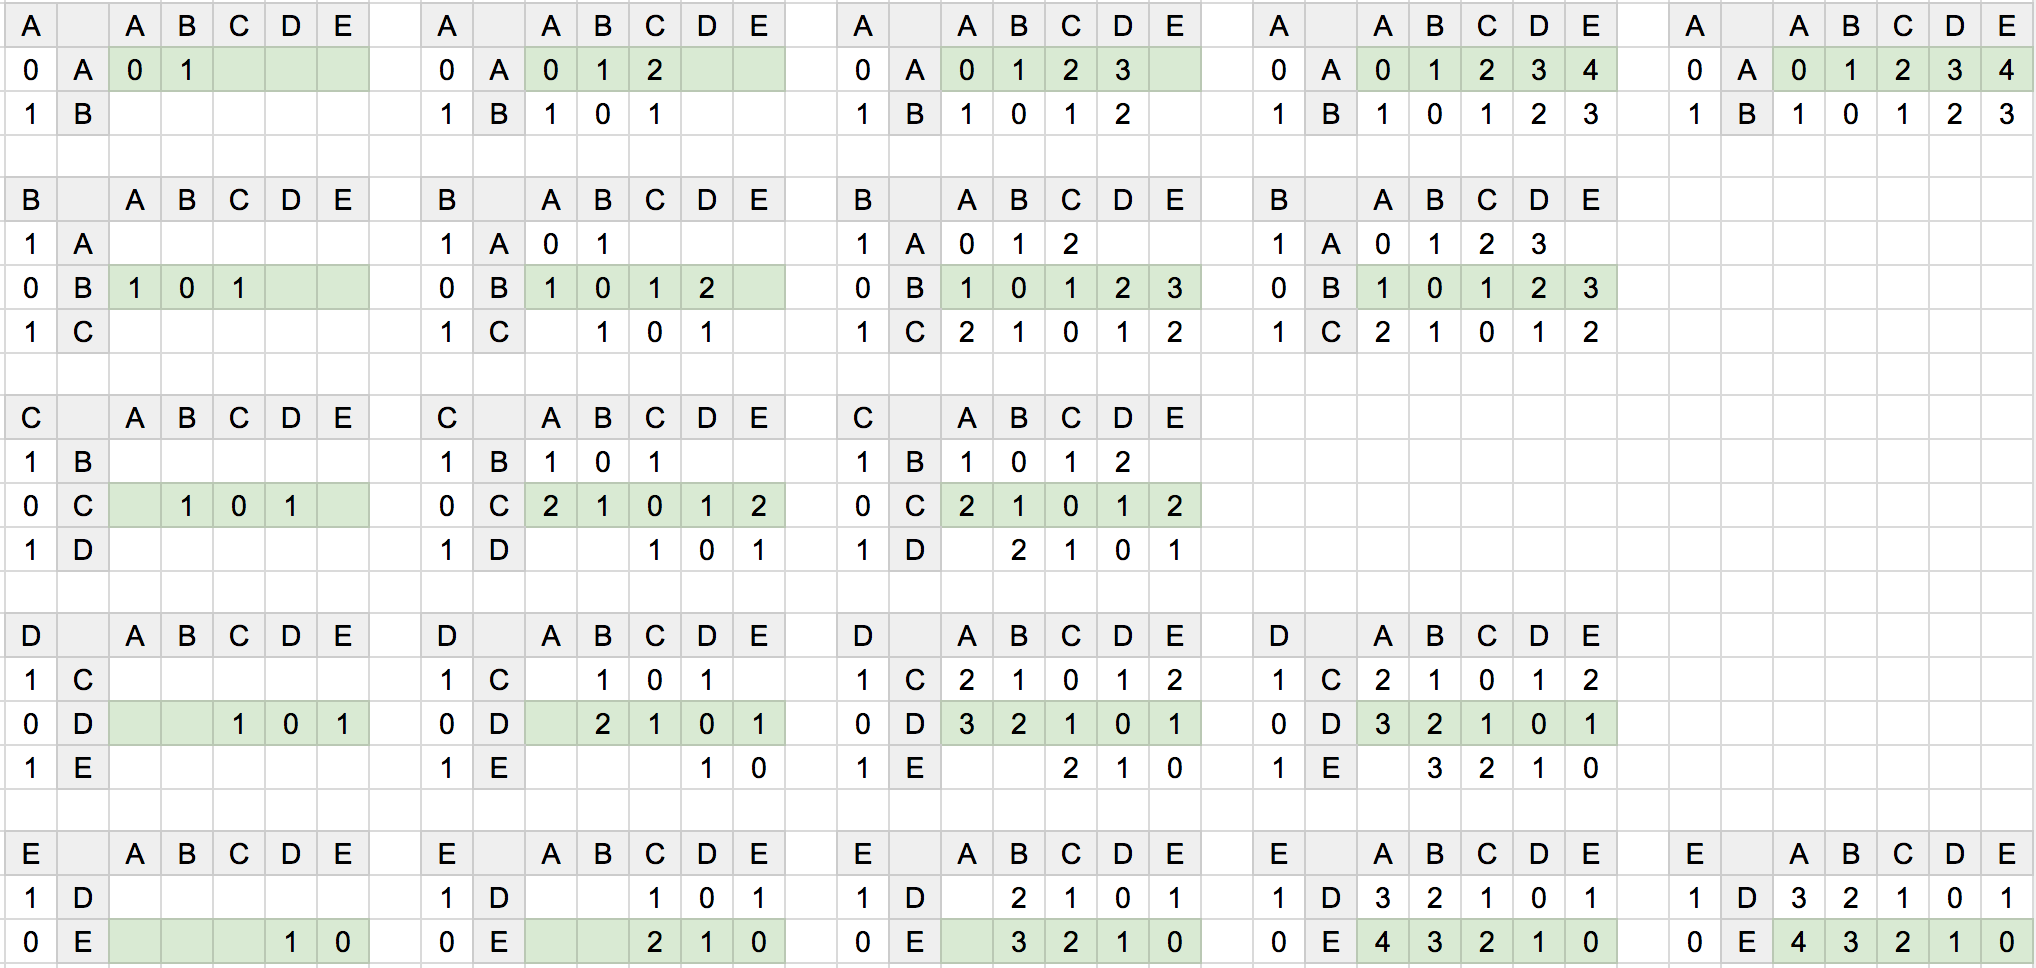 A A B C D E A A B C D E A A B C D E A A B C D E A A B C D E
0 A 0 1 0 A 0 1 2 0 A 0 1 2 3 0 A 0 1 2 3 4 0 A 0 1 2 3 4
1 B 1 B 1 0 1 1 B 1 0 1 2 1 B 1 0 1 2 3 1 B 1 0 1 2 3
B A B C D E B A B C D E B A B C D E B A B C D E
1 A 1 A 0 1 1 A 0 1 2 1 A 0 1 2 3
0 B 1 0 1 0 B 1 0 1 2 0 B 1 0 1 2 3 0 B 1 0 1 2 3
1 C 1 C 1 0 1 1 C 2 1 0 1 2 1 C 2 1 0 1 2
C A B C D E C A B C D E C A B C D E
1 B 1 B 1 0 1 1 B 1 0 1 2
0 C 1 0 1 0 C 2 1 0 1 2 0 C 2 1 0 1 2
1 D 1 D 1 0 1 1 D 2 1 0 1
D A B C D E D A B C D E D A B C D E D A B C D E
1 C 1 C 1 0 1 1 C 2 1 0 1 2 1 C 2 1 0 1 2
0 D 1 0 1 0 D 2 1 0 1 0 D 3 2 1 0 1 0 D 3 2 1 0 1
1 E 1 E 1 0 1 E 2 1 0 1 E 3 2 1 0
E A B C D E E A B C D E E A B C D E E A B C D E E A B C D E
1 D 1 D 1 0 1 1 D 2 1 0 1 1 D 3 2 1 0 1 1 D 3 2 1 0 1
0 E 1 0 0 E 2 1 0 0 E 3 2 1 0 0 E 4 3 2 1 0 0 E 4 3 2 1 0